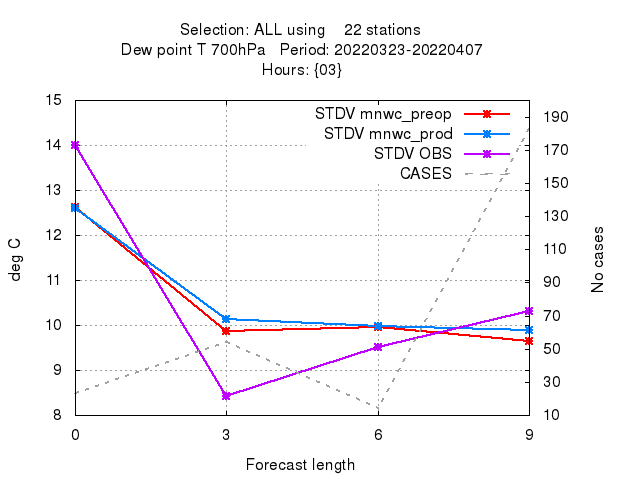 Selection: ALL using    22 stations
Dew point T 700hPa   Period: 20220323-20220407
Hours: {03}
STDV mnwc_preop
STDV mnwc_prod
STDV OBS
CASES
deg C
15
14
13
12
11
10
9
8
190
170
150
130
110
90
70
50
30
10
No cases
0 3 6 9
Forecast length